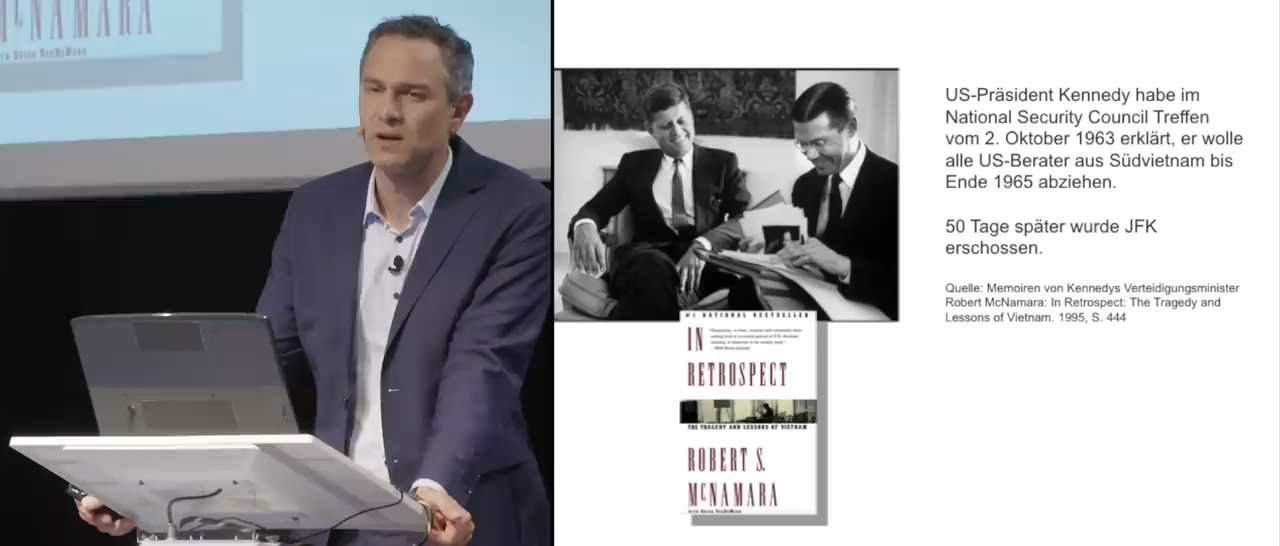 McNAMARA
US-Präsident Kennedy habe im
National Security Council Treffen
vom 2. Oktober 1963 erklärt, er wolle
alle US-Berater aus Südvietnam bis
Ende 1965 abziehen.
50 Tage später wurde JFK
erschossen.
Quelle: Memoiren von Kennedys Verteidigungsminister
Robert McNamara: In Retrospect: The Tragedy and
Lessons of Vietnam. 1995, S. 444
#1 NATIONAL BESTSELLER
IN
RETROSPECT
THE TRAGEDY AND LESSONS OF VIETNAM
ROBERT S.
McNAMARA